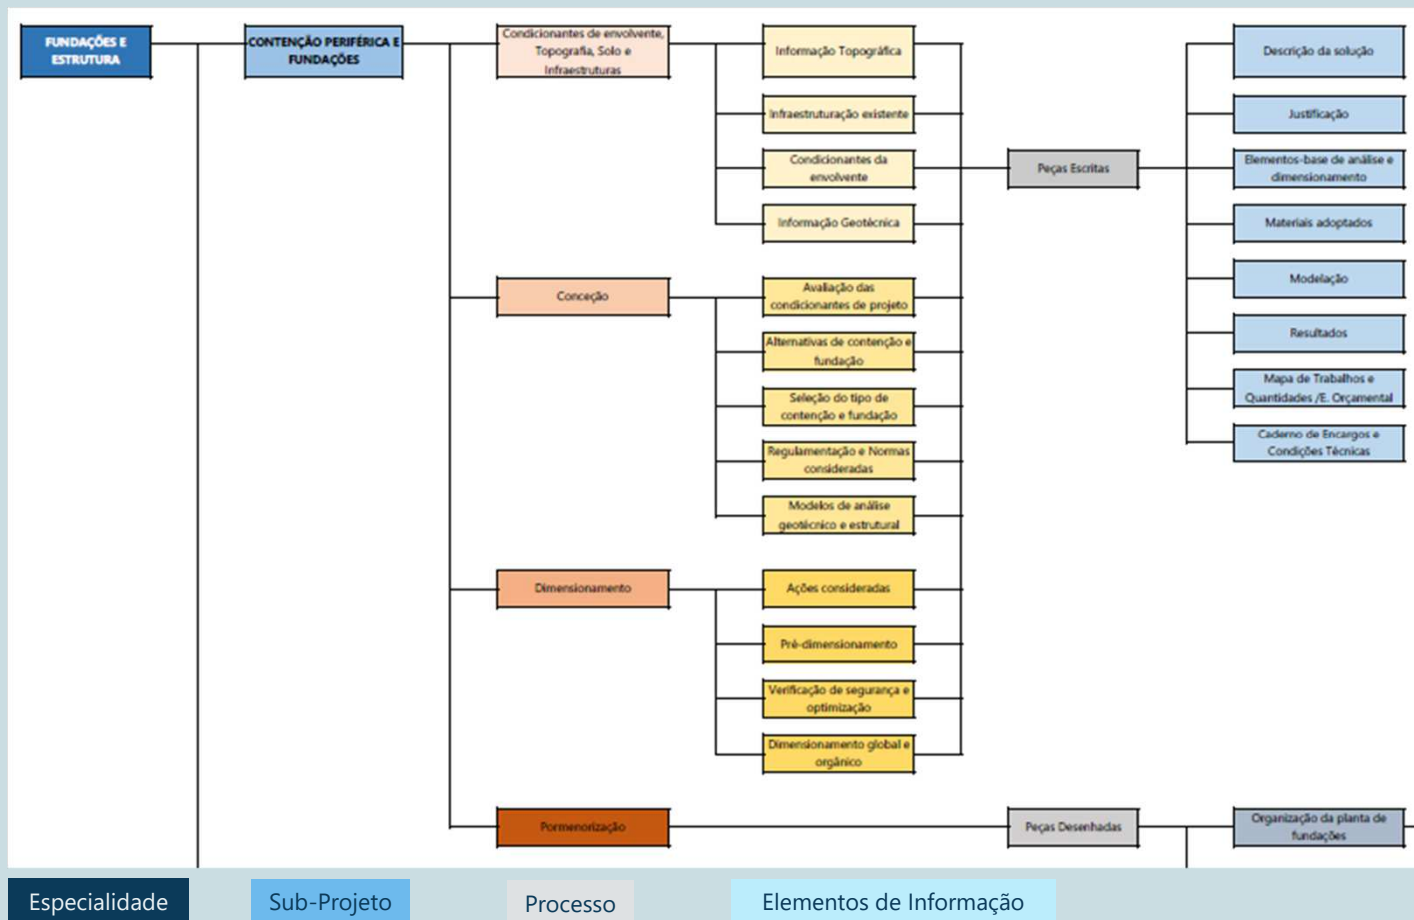 FUNDAÇÕES E
ESTRUTURA
CONTENÇÃO PERIFÉRICA E
FUNDAÇÕES
Condicionantes de envolvente,
Topografia, Solo e
Infraestruturas
Informação Topográfica
Infraestruturação existente
Condicionantes da
envolvente
Informação Geotécnica
Conceção
Avaliação das
condicionantes de projeto
Alternativas de contenção e
fundação
Seleção do tipo de
contenção e fundação
Regulamentação e Normas
consideradas
Modelos de análise
geotécnico e estrutural
Dimensionamento
Ações consideradas
Pré-dimensionamento
Verificação de segurança e
optimização
Dimensionamento global e
orgânico
Peças Escritas
Descrição da solução
Justificação
Elementos-base de análise e
dimensionamento
Materiais adoptados
Modelação
Resultados
Mapa de Trabalhos e
Quantidades /E. Orçamental
Caderno de Encargos e
Condições Técnicas
Pormenorização
Peças Desenhadas
Organização da planta de
fundações
Especialidade
Sub-Projeto
Processo
Elementos de Informação